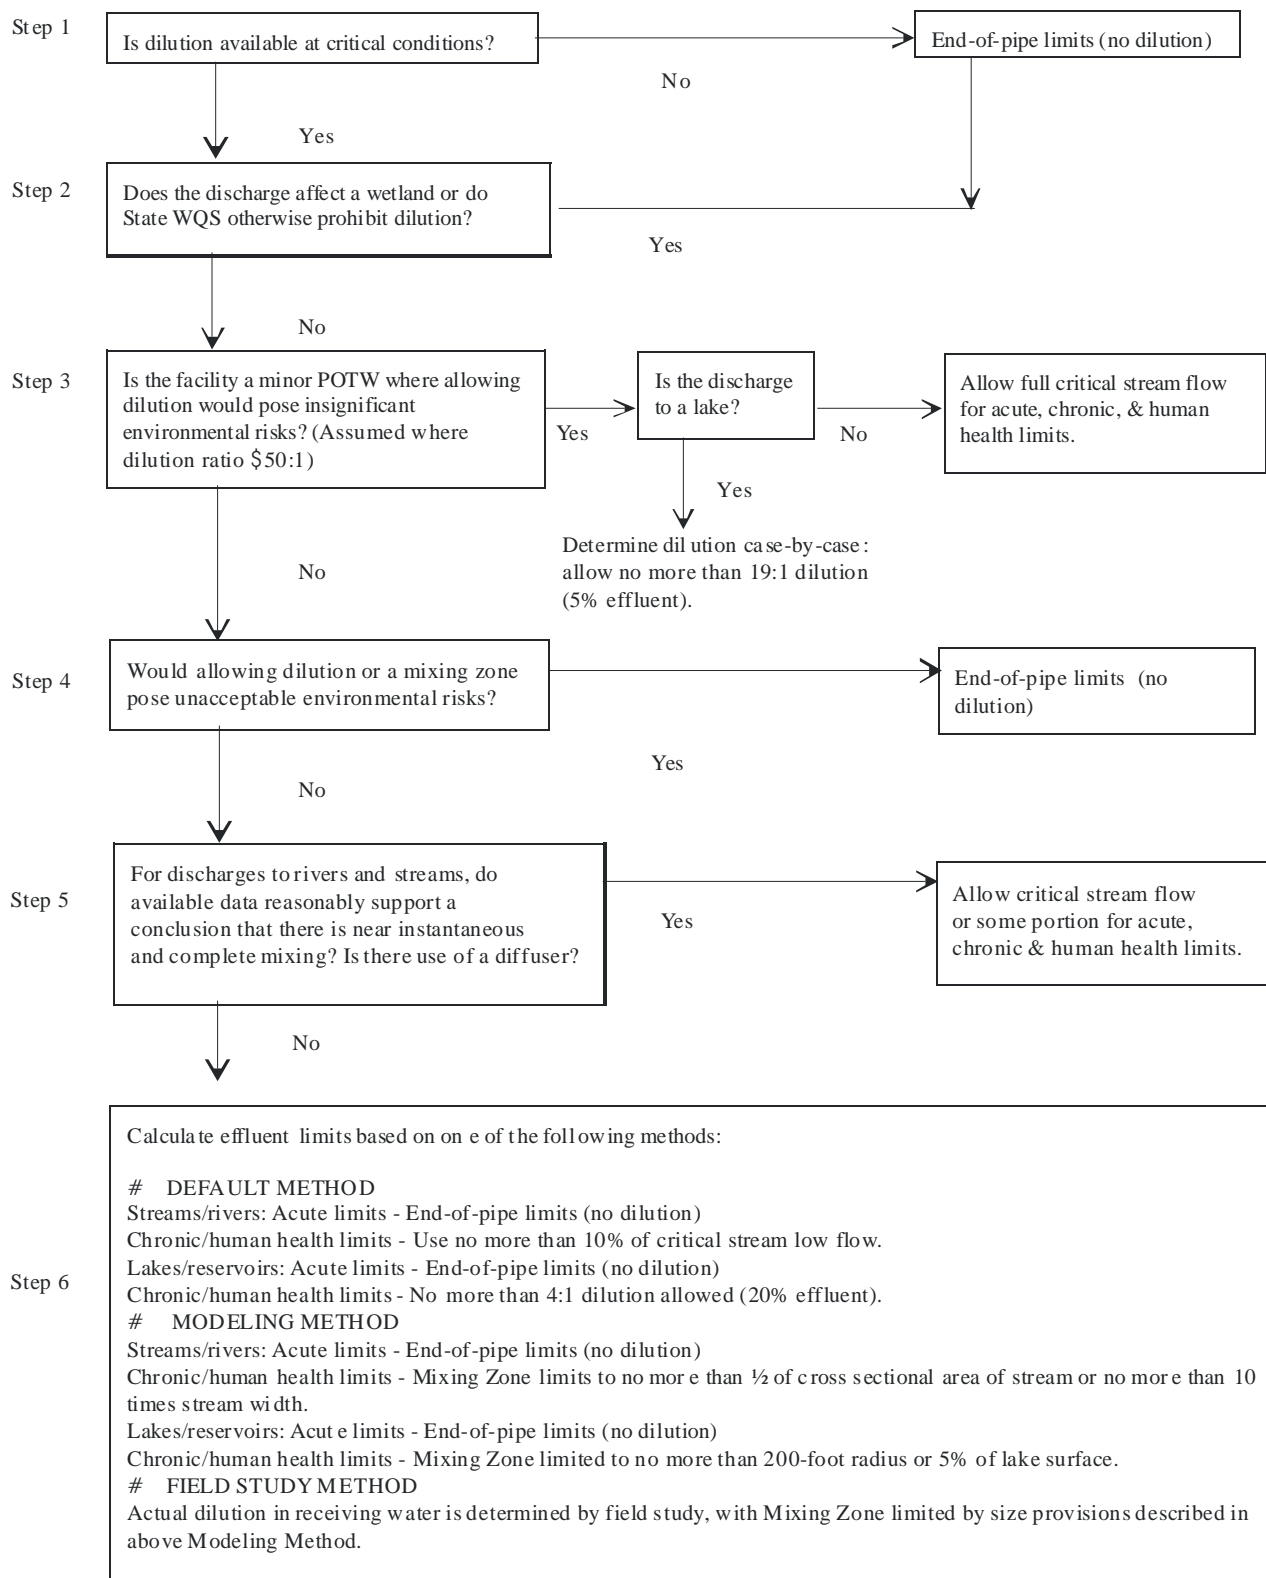 Step 1
Is dilution available at critical conditions?
End-of-pipe limits (no dilution)
No
Yes
Step 2
Does the discharge affect a wetland or do
State WQS otherwise prohibit dilution?
Yes
No
Step 3
Is the facility a minor POTW where allowing
dilution would pose insignificant
environmental risks? (Assumed where
dilution ratio $50:1)
Yes
Is the discharge
to a lake?
No
Allow full critical stream flow
for acute, chronic, & human
health limits.
Yes
Determine dilution case-by-case:
allow no more than 19:1 dilution
(5% effluent).
No
Step 4
Would allowing dilution or a mixing zone
pose unacceptable environmental risks?
End-of-pipe limits (no
dilution)
Yes
No
Step 5
For discharges to rivers and streams, do
available data reasonably support a
conclusion that there is near instantaneous
and complete mixing? Is there use of a diffuser?
Yes
Allow critical stream flow
or some portion for acute,
chronic & human health limits.
No
Step 6
Calculate effluent limits based on on e of the following methods:
# DEFAULT METHOD
Streams/rivers: Acute limits - End-of-pipe limits (no dilution)
Chronic/human health limits - Use no more than 10% of critical stream low flow.
Lakes/reservoirs: Acute limits - End-of-pipe limits (no dilution)
Chronic/human health limits - No more than 4:1 dilution allowed (20% effluent).
# MODELING METHOD
Streams/rivers: Acute limits - End-of-pipe limits (no dilution)
Chronic/human health limits - Mixing Zone limits to no more than ½ of cross sectional area of stream or no more than 10
times stream width.
Lakes/reservoirs: Acute limits - End-of-pipe limits (no dilution)
Chronic/human health limits - Mixing Zone limited to no more than 200-foot radius or 5% of lake surface.
# FIELD STUDY METHOD
Actual dilution in receiving water is determined by field study, with Mixing Zone limited by size provisions described in
above Modeling Method.